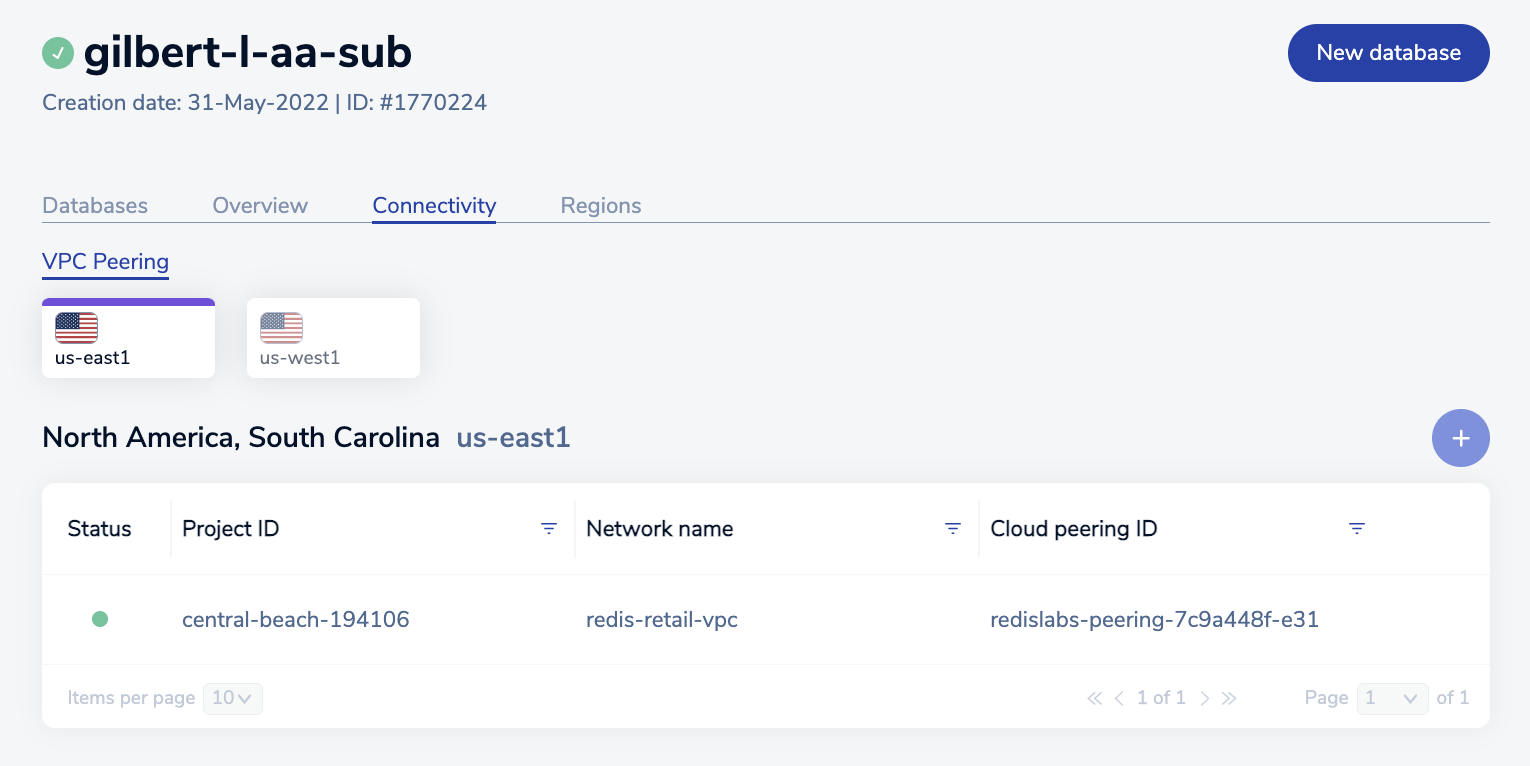 gilbert-l-aa-sub
New database
Creation date: 31-May-2022 | ID: #1770224
Databases Overview Connectivity Regions
VPC Peering
us-east1 us-west1
North America, South Carolina us-east1
Status Project ID Network name Cloud peering ID
central-beach-194106 redis-retail-vpc redislabs-peering-7c9a448f-e31
Items per page 10 1 of 1 Page 1 of 1